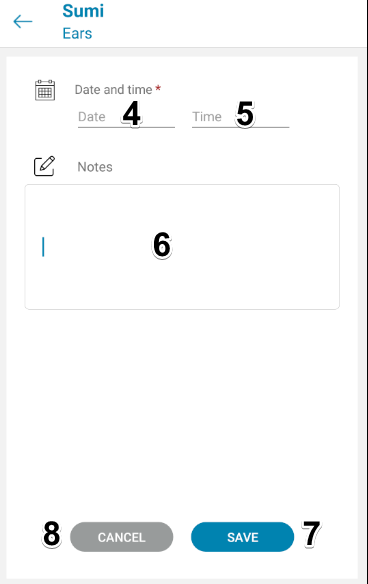 Sumi
Ears
Date and time *
Date 4 Time 5
Notes
6
8 CANCEL SAVE 7